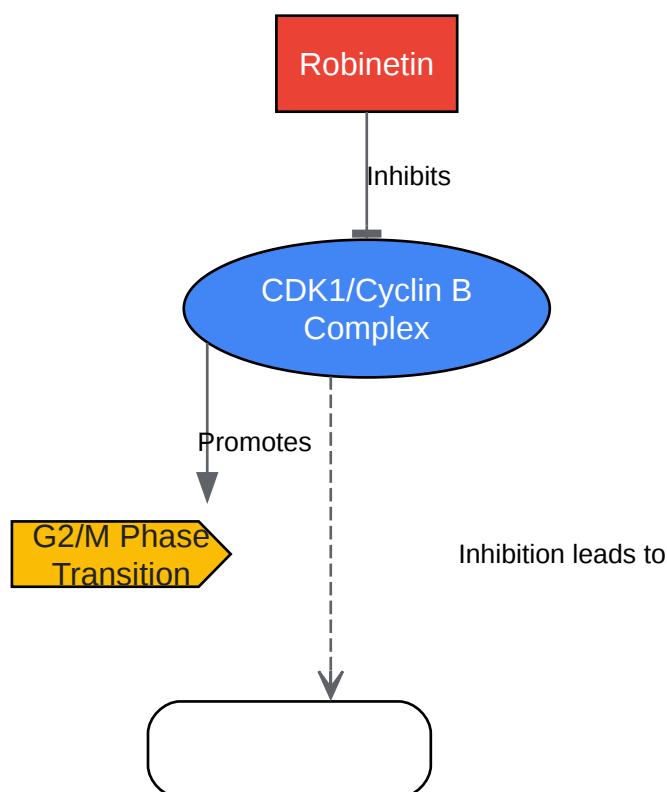 Robinetin
Inhibits
CDK1/Cyclin B
Complex
Promotes
G2/M Phase
Transition
Inhibition leads to